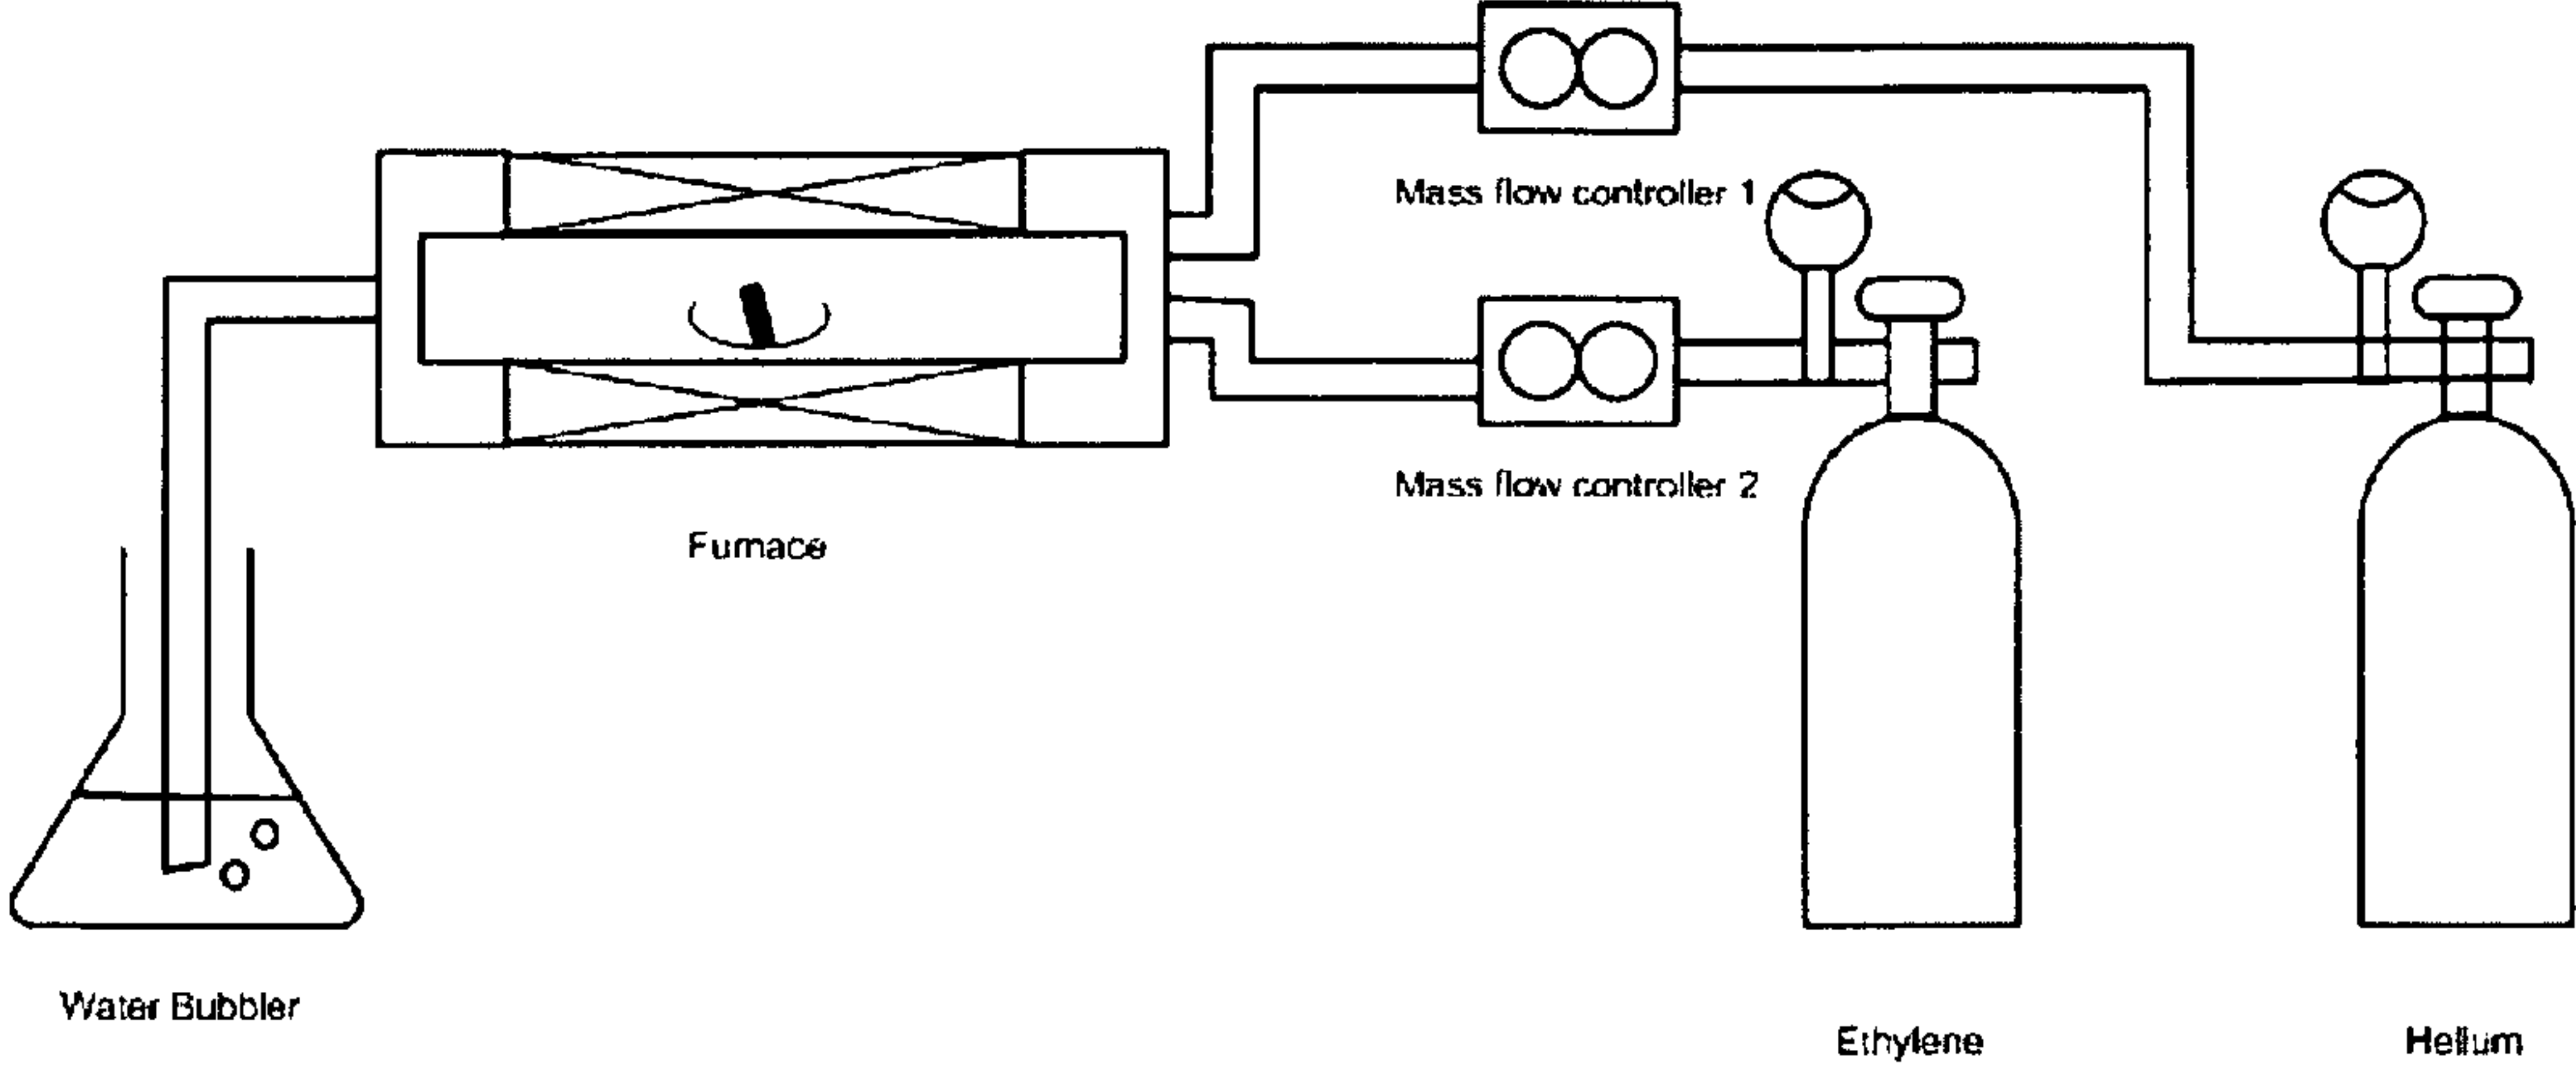 Mass flow controller 1
Mass flow controller 2
Furnace
Water Bubbler
Ethylene
Helium